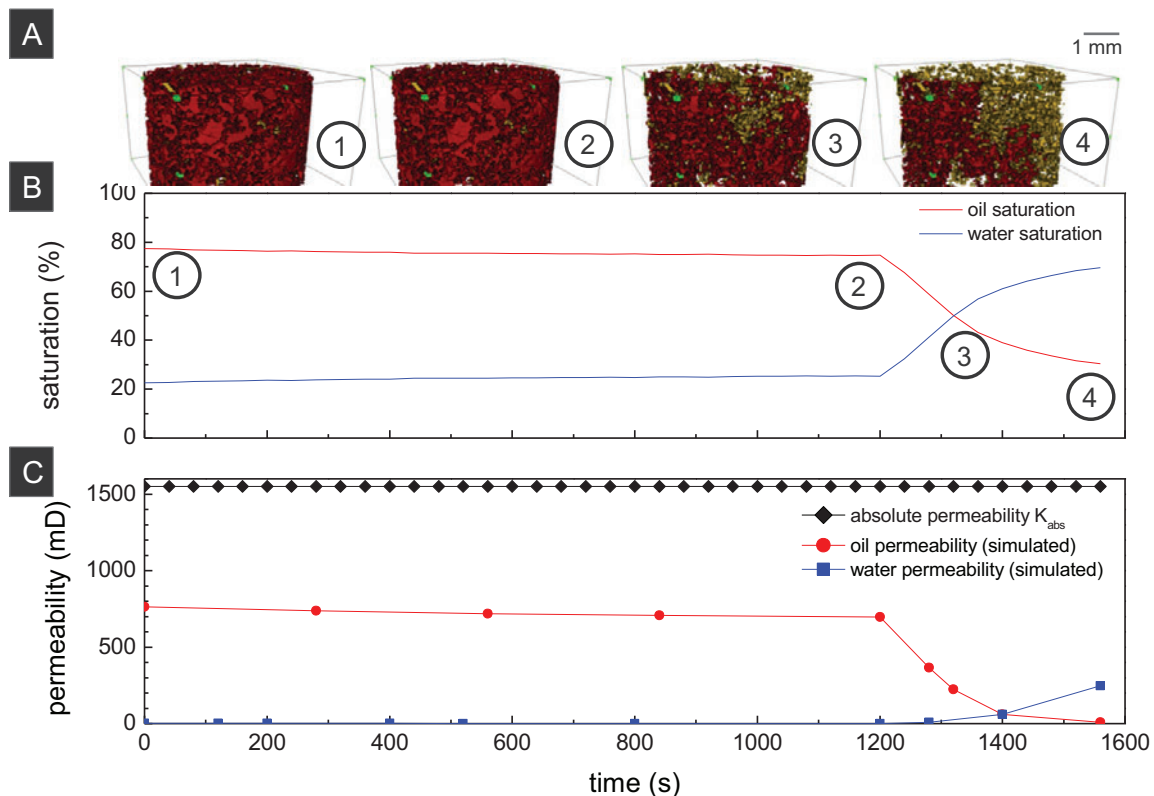 A
1 mm
1
2
3
4
B
saturation (%)
100
80
60
40
20
0
oil saturation
water saturation
1
2
3
4
C
permeability (mD)
1500
1000
500
0
absolute permeability Kabs
oil permeability (simulated)
water permeability (simulated)
0 200 400 600 800 1000 1200 1400 1600
time (s)